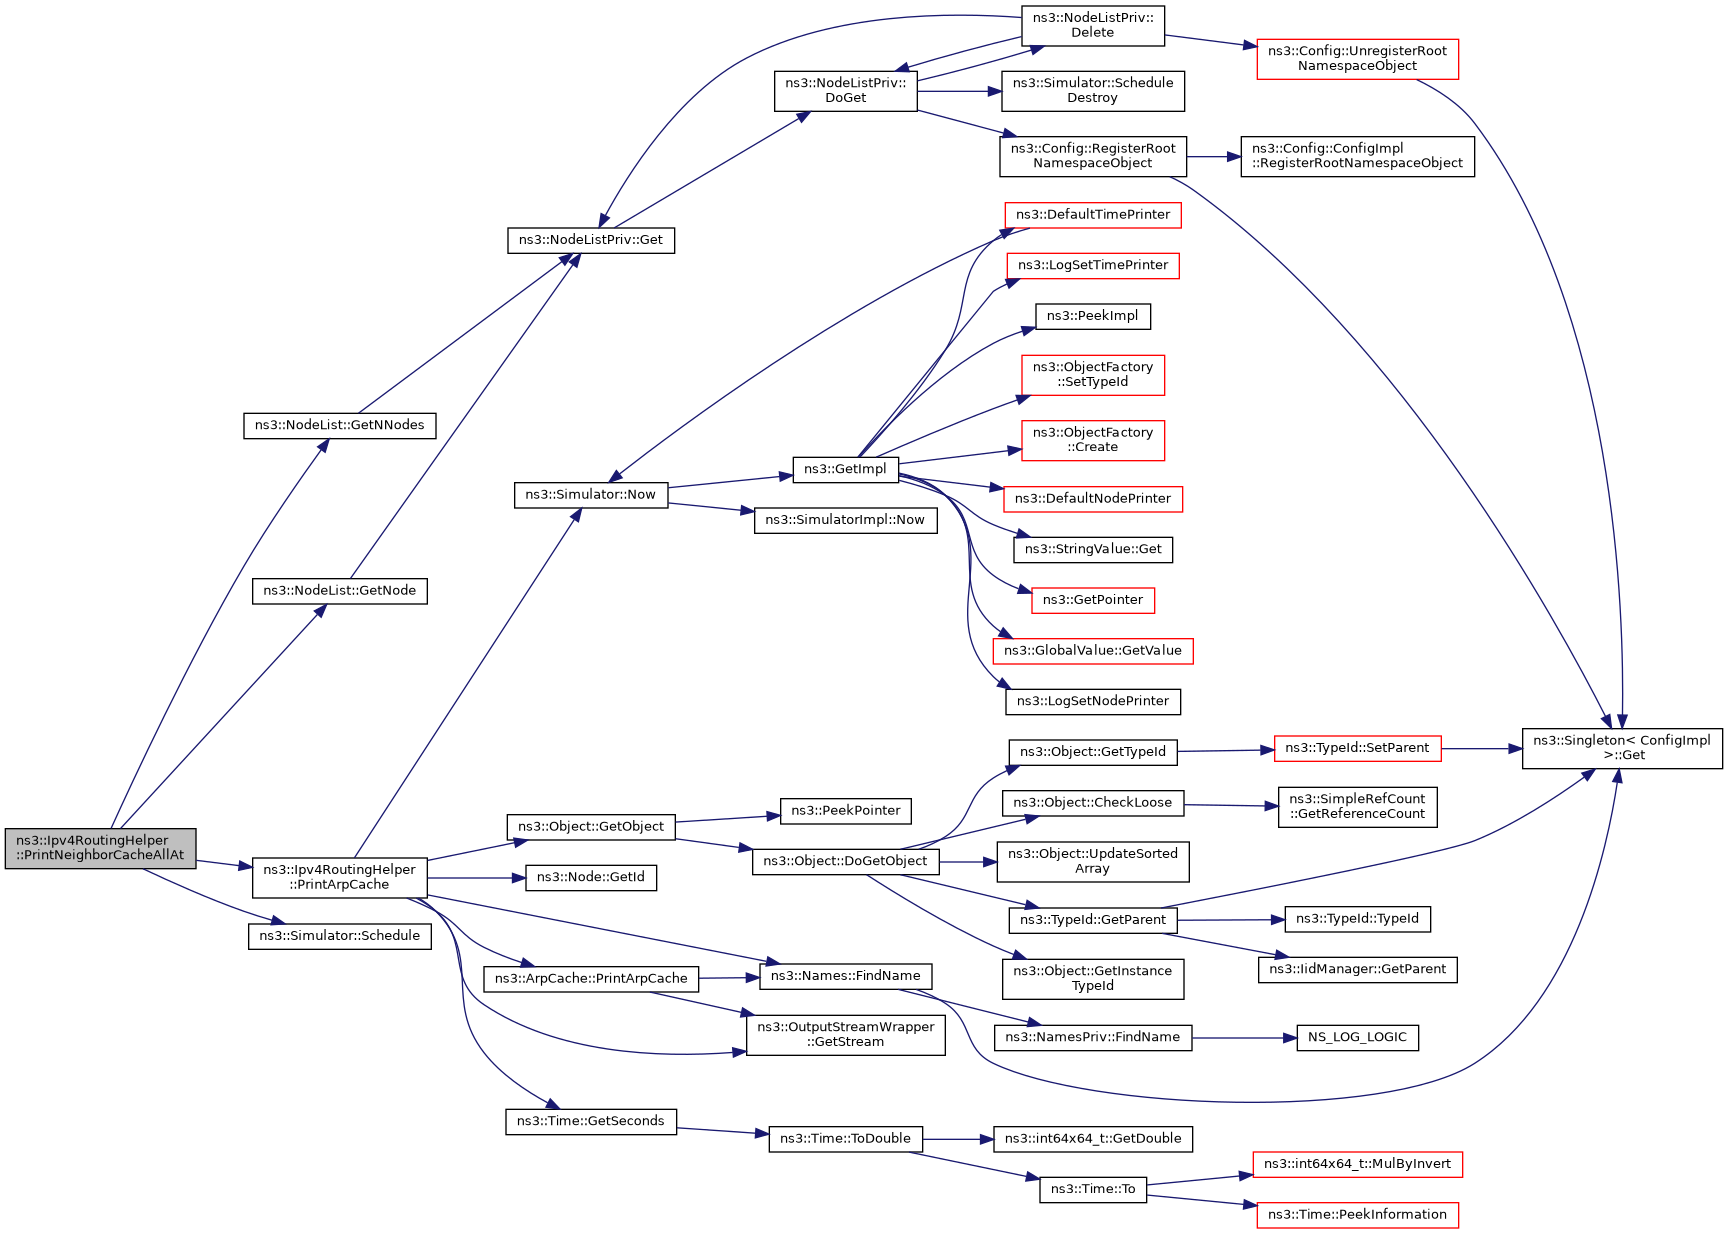 ns3::NodeListPriv::
Delete
ns3::Config::UnregisterRoot
NamespaceObject
ns3::NodeListPriv::
DoGet
ns3::Simulator::Schedule
Destroy
ns3::Config::RegisterRoot
NamespaceObject
ns3::Config::ConfigImpl
::RegisterRootNamespaceObject
ns3::DefaultTimePrinter
ns3::NodeListPriv::Get
ns3::LogSetTimePrinter
ns3::PeekImpl
ns3::ObjectFactory
::SetTypeId
ns3::NodeList::GetNNodes
ns3::ObjectFactory
::Create
ns3::GetImpl
ns3::Simulator::Now
ns3::DefaultNodePrinter
ns3::SimulatorImpl::Now
ns3::StringValue::Get
ns3::NodeList::GetNode
ns3::GetPointer
ns3::GlobalValue::GetValue
ns3::LogSetNodePrinter
ns3::Singleton< ConfigImpl
>::Get
ns3::Object::GetTypeId
ns3::TypeId::SetParent
ns3::Object::CheckLoose
ns3::SimpleRefCount
::GetReferenceCount
ns3::PeekPointer
ns3::Object::GetObject
ns3::Ipv4RoutingHelper
::PrintNeighborCacheAllAt
ns3::Object::DoGetObject
ns3::Object::UpdateSorted
Array
ns3::Ipv4RoutingHelper
::PrintArpCache
ns3::Node::GetId
ns3::TypeId::GetParent
ns3::TypeId::TypeId
ns3::Simulator::Schedule
ns3::IidManager::GetParent
ns3::ArpCache::PrintArpCache
ns3::Names::FindName
ns3::Object::GetInstance
TypeId
ns3::OutputStreamWrapper
::GetStream
ns3::NamesPriv::FindName
NS_LOG_LOGIC
ns3::Time::GetSeconds
ns3::Time::ToDouble
ns3::int64x64_t::GetDouble
ns3::int64x64_t::MulByInvert
ns3::Time::To
ns3::Time::PeekInformation